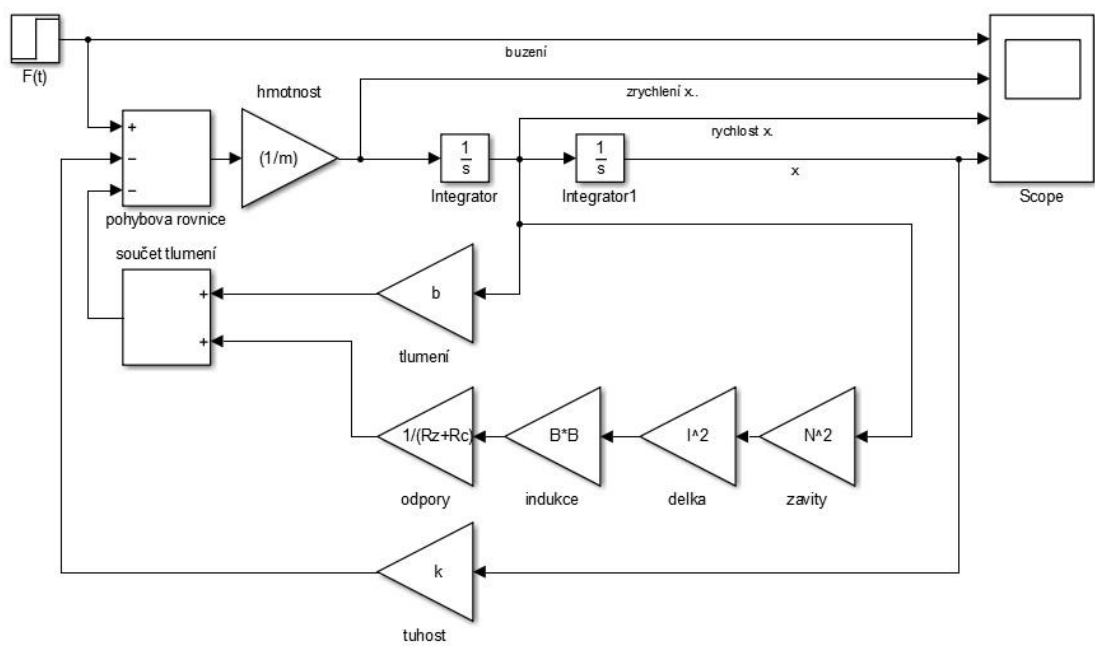 F(t)
buzení
Scope
hmotnost
zrychlení x..
rychlost x.
+
−
−
pohybova rovnice
(1/m)
1
s
Integrator
1
s
Integrator1
x
součet tlumení
+
+
b
tlumení
1/(Rz+Rc)
odpory
B*B
indukce
l^2
delka
N^2
zavity
k
tuhost